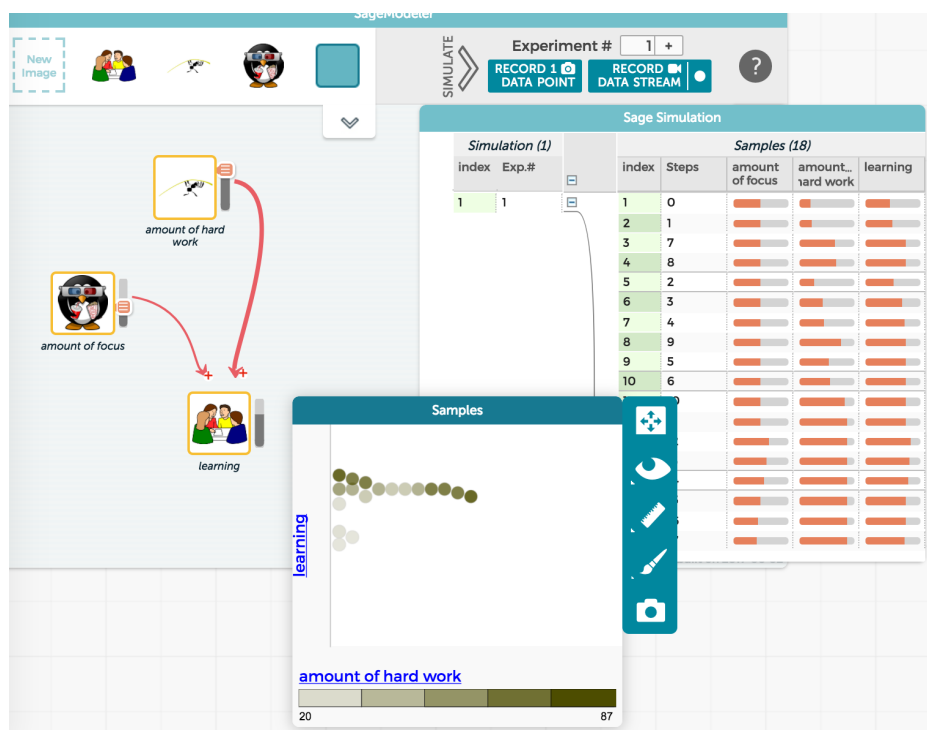 SageModeler
New
Image
SIMULATE
Experiment # 1 +
RECORD 1
DATA POINT
RECORD
DATA STREAM
?
amount of hard
work
amount of focus
learning
Sage Simulation
Simulation (1)
Samples (18)
index Exp.#
index Steps amount
of focus
amount...
hard work
learning
1 1
1 0
2 1
3 7
4 8
5 2
6 3
7 4
8 9
9 5
10 6
Samples
learning
amount of hard work
20 87